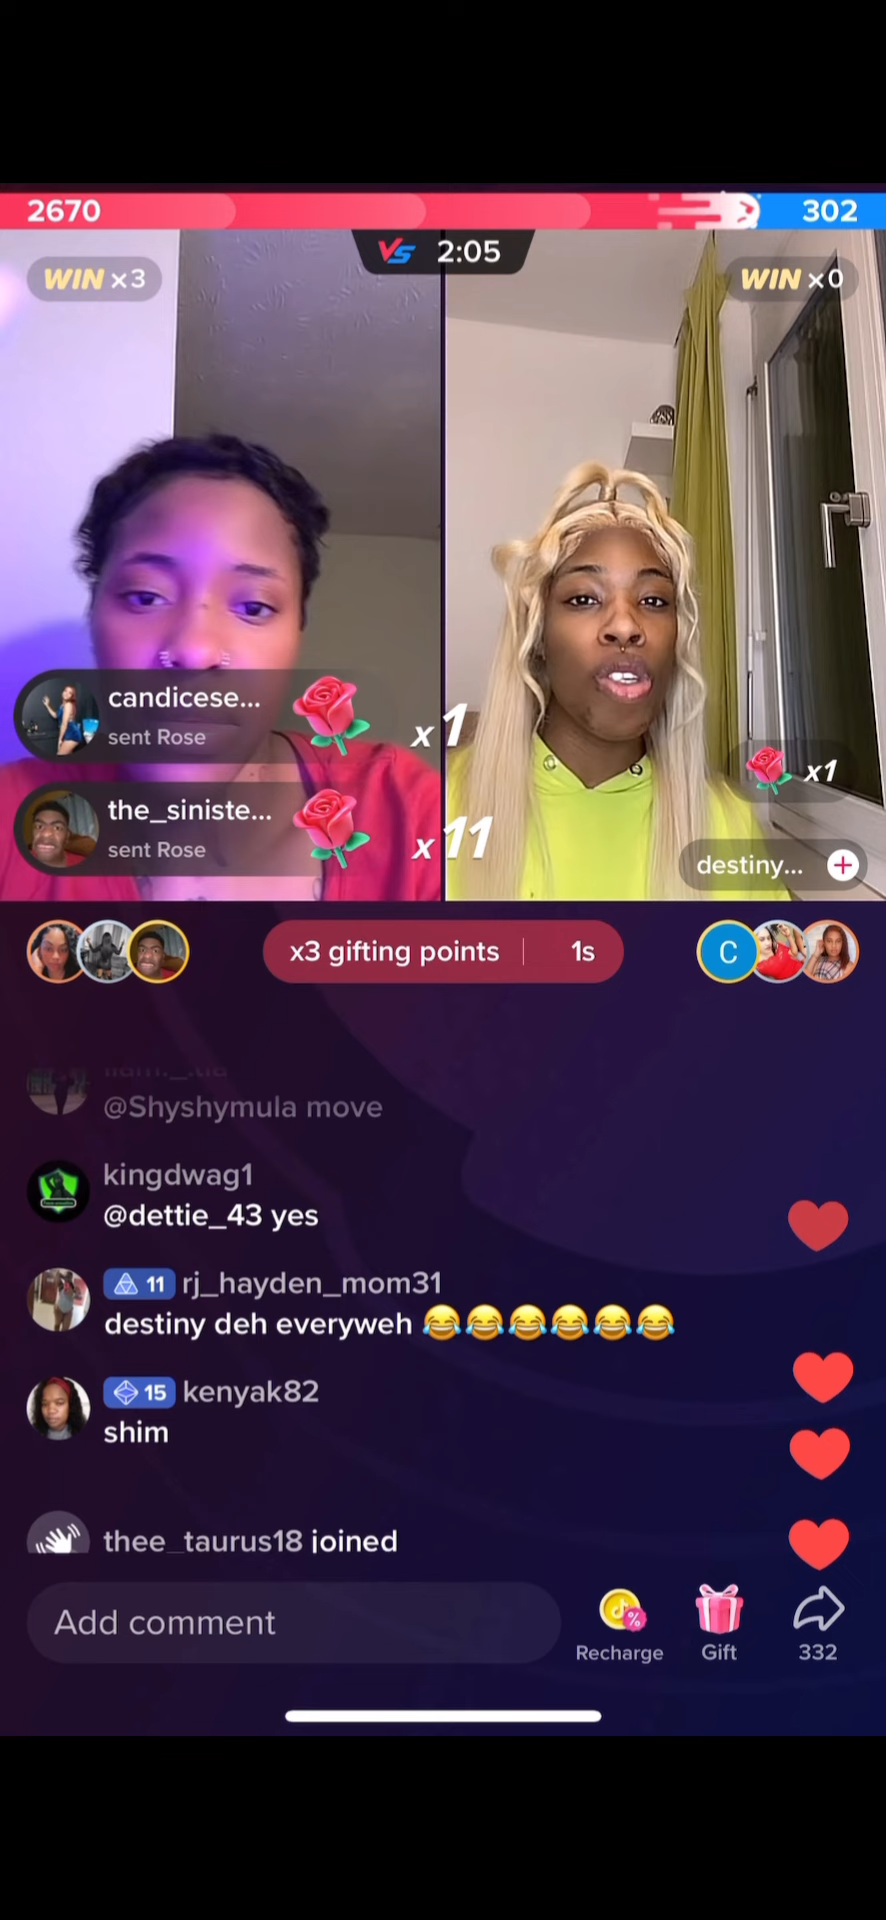 2670
302
VS 2:05
WIN x3
WIN x0
candicese...
sent Rose
x1
x1
the_siniste...
sent Rose
x11
destiny...
x3 gifting points | 1s
C
@Shyshymula move
kingdwag1
@dettie_43 yes
11 rj_hayden_mom31
destiny deh everyweh 😂😂😂😂😂😂
15 kenyak82
shim
thee_taurus18 joined
Add comment
Recharge
Gift
332